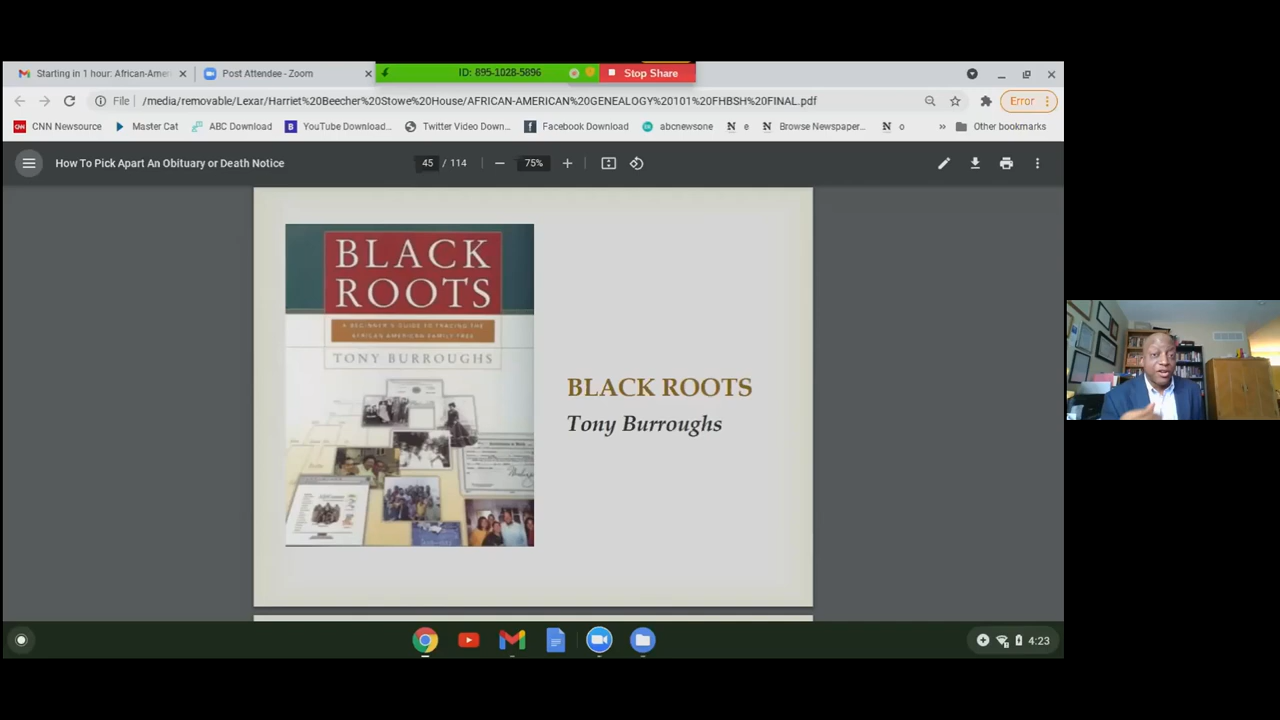 Starting in 1 hour: African-Amer
Post Attendee - Zoom
ID: 895-1028-5896
Stop Share
File
/media/removable/Lexar/Harriet%20Beecher%20Stowe%20House/AFRICAN-AMERICAN%20GENEALOGY%20101%20FHBSH%20FINAL.pdf
Error
CNN Newsource
Master Cat
ABC Download
YouTube Download...
Twitter Video Down...
Facebook Download
abcnewsone
N e
Browse Newspaper...
N o
»
Other bookmarks
How To Pick Apart An Obituary or Death Notice
45 / 114
75%
BLACK
ROOTS
A BEGINNER'S GUIDE TO TRACING THE
AFRICAN AMERICAN FAMILY TREE
TONY BURROUGHS
BLACK ROOTS
Tony Burroughs
4:23